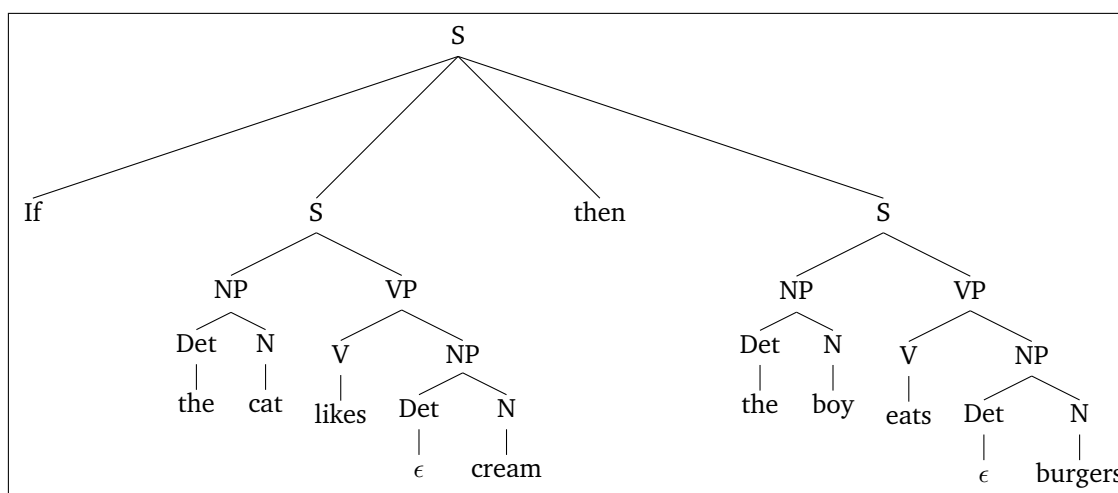 S
If S then S
NP VP NP VP
Det N V NP Det N V NP
the cat likes Det N the boy eats Det N
ϵ cream ϵ burgers